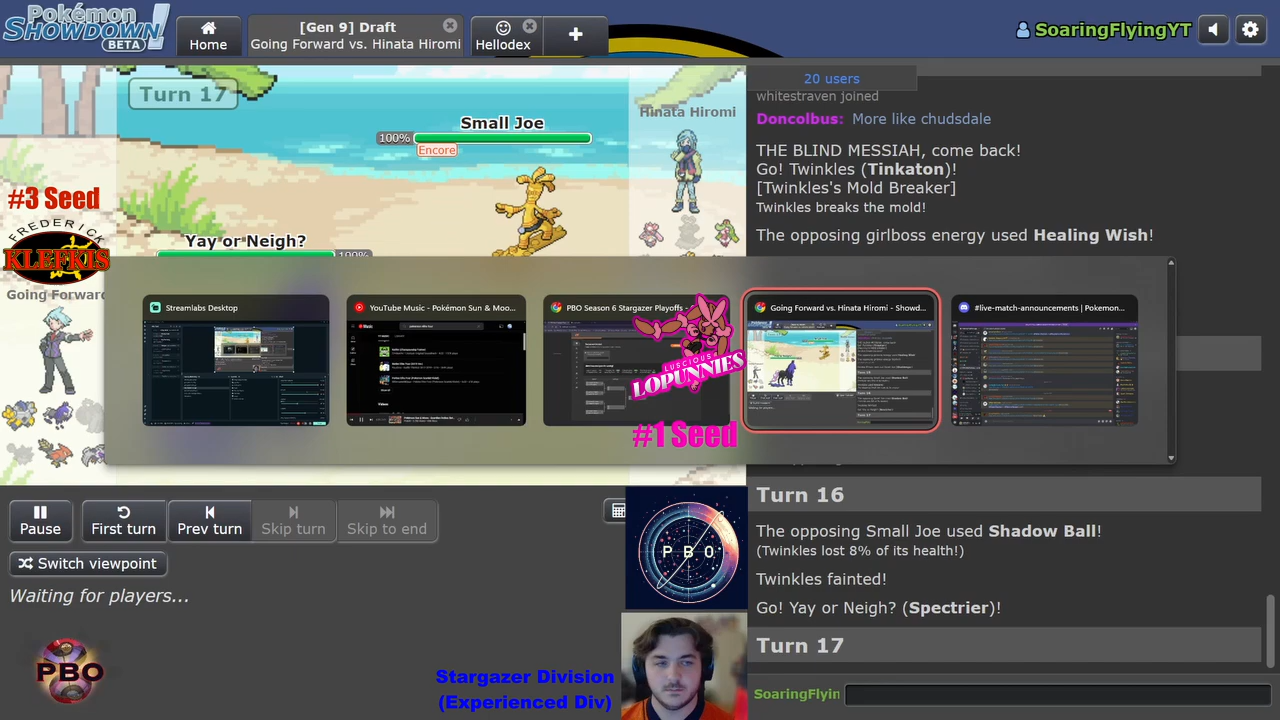 Pokémon
SHOWDOWN!
BETA
Home
[Gen 9] Draft
Going Forward vs. Hinata Hiromi
Hellodex
SoaringFlyingYT
Turn 17
Hinata Hiromi
Small Joe
100%
Encore
#3 Seed
FREDERICK
KLEFKIS
Going Forward
Yay or Neigh?
100%
20 users
whitestraven joined
Doncolbus: More like chudsdale
THE BLIND MESSIAH, come back!
Go! Twinkles (Tinkaton)!
[Twinkles's Mold Breaker]
Twinkles breaks the mold!
The opposing girlboss energy used Healing Wish!
Streamlabs Desktop
YouTube Music - Pokémon Sun & Moo...
PBO Season 6 Stargazer Playoffs -
Going Forward vs. Hinata Hiromi - Showd...
#live-match-announcements | Pokemon...
LUSCIOUS
LOPUNNIES
#1 Seed
Turn 16
The opposing Small Joe used Shadow Ball!
(Twinkles lost 8% of its health!)
Twinkles fainted!
Go! Yay or Neigh? (Spectrier)!
Turn 17
Pause
First turn
Prev turn
Skip turn
Skip to end
Switch viewpoint
Waiting for players...
PBO
PBO
Stargazer Division
(Experienced Div)
SoaringFlyin